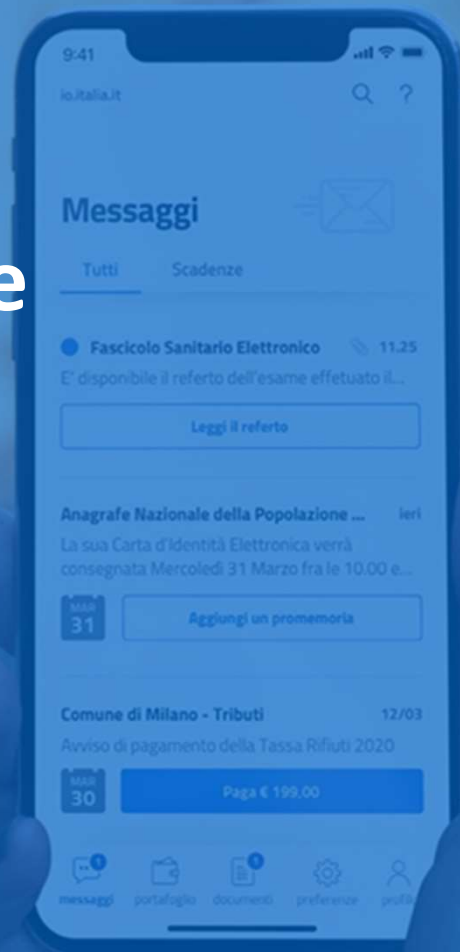 9:41
io.italia.it ?
Messaggi
e
Tutti Scadenze
Fascicolo Sanitario Elettronico 11.25
E' disponibile il referto dell'esame effetuato il...
Leggi il referto
Anagrafe Nazionale della Popolazione ... ieri
La sua Carta d'Identità Elettronica verrà
consegnata Mercoledì 31 Marzo fra le 10.00 e...
MAR
31 Aggiungi un promemoria
Comune di Milano - Tributi 12/03
Avviso di pagamento della Tassa Rifiuti 2020
MAR
30 Paga € 199,00
1 1
messaggi portafoglio documenti preferenze profilo